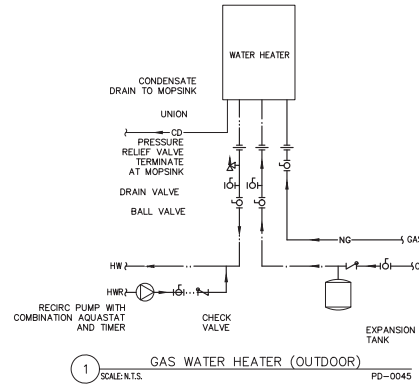 WATER HEATER
CONDENSATE
DRAIN TO MOPSINK
UNION
CD
PRESSURE
RELIEF VALVE
TERMINATE
AT MOPSINK
DRAIN VALVE
BALL VALVE
NG
GAS
HW
HWR
RECIRC PUMP WITH
COMBINATION AQUASTAT
AND TIMER
CHECK
VALVE
EXPANSION
TANK
1
GAS WATER HEATER (OUTDOOR)
SCALE: N.T.S.
PD-0045